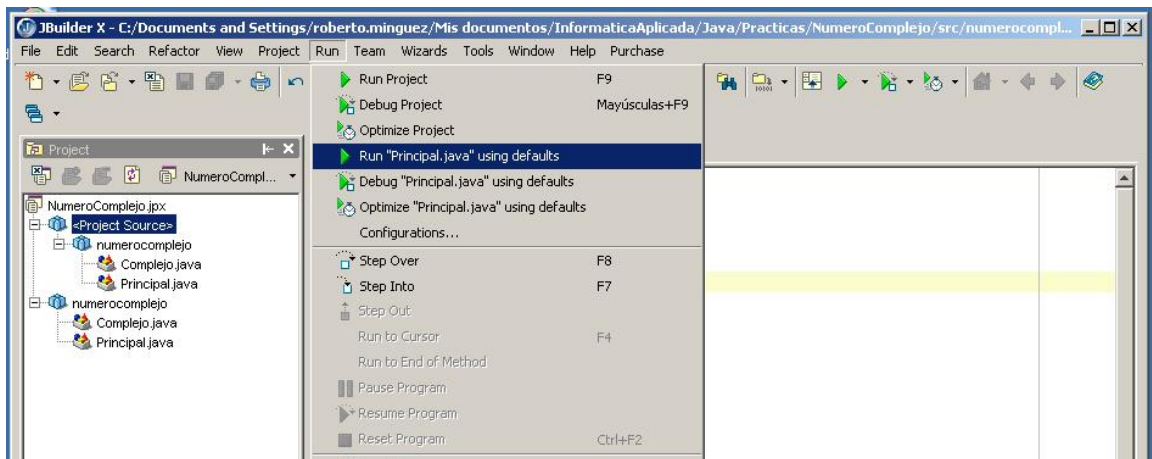 JBuilder X - C:/Documents and Settings/roberto.minguez/Mis documentos/InformaticaAplicada/Java/Practicas/NumeroComplejo/src/numerocompl...
File Edit Search Refactor View Project Run Team Wizards Tools Window Help Purchase
Run Project F9
Debug Project Mayúsculas+F9
Optimize Project
Run "Principal.java" using defaults
Debug "Principal.java" using defaults
Optimize "Principal.java" using defaults
Configurations...
Step Over F8
Step Into F7
Step Out
Run to Cursor F4
Run to End of Method
Pause Program
Resume Program
Reset Program Ctrl+F2
Project
NumeroCompl...
NumeroComplejo.jpx
<Project Source>
numerocomplejo
Complejo.java
Principal.java
numerocomplejo
Complejo.java
Principal.java